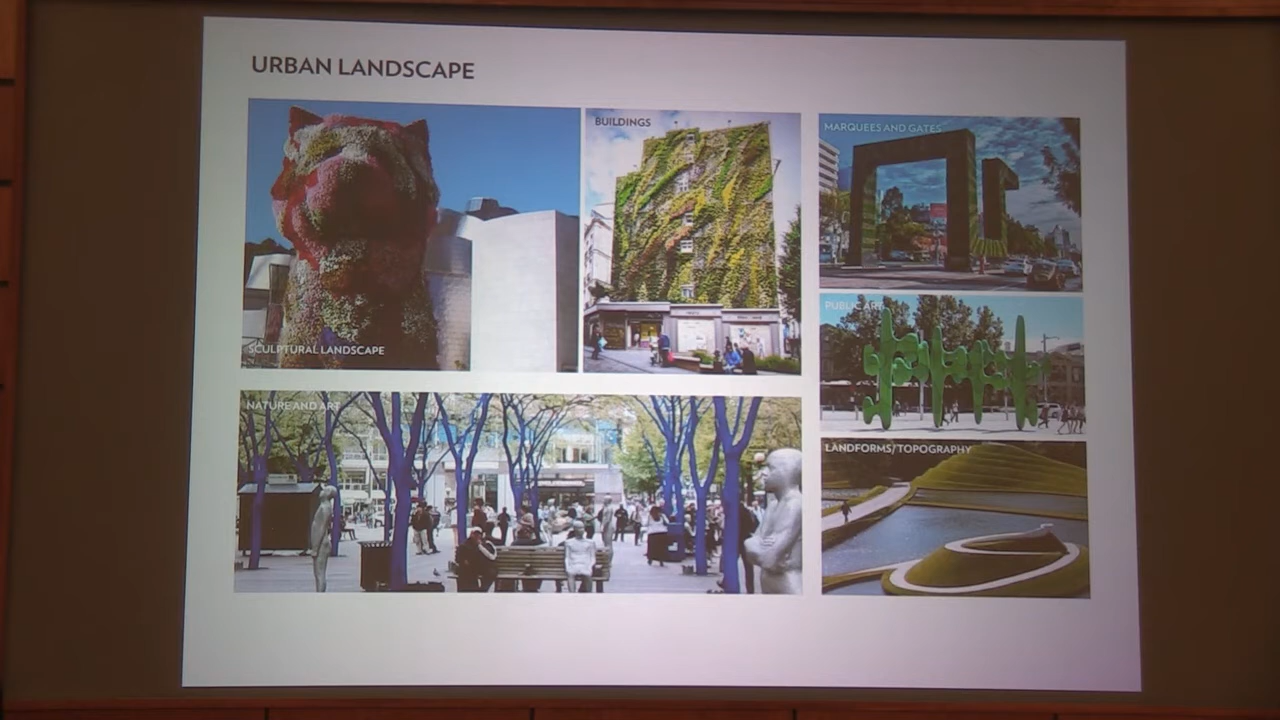 URBAN LANDSCAPE
SCULPTURAL LANDSCAPE
BUILDINGS
MARQUEES AND GATES
PUBLIC ART
NATURE AND ART
LANDFORMS/TOPOGRAPHY